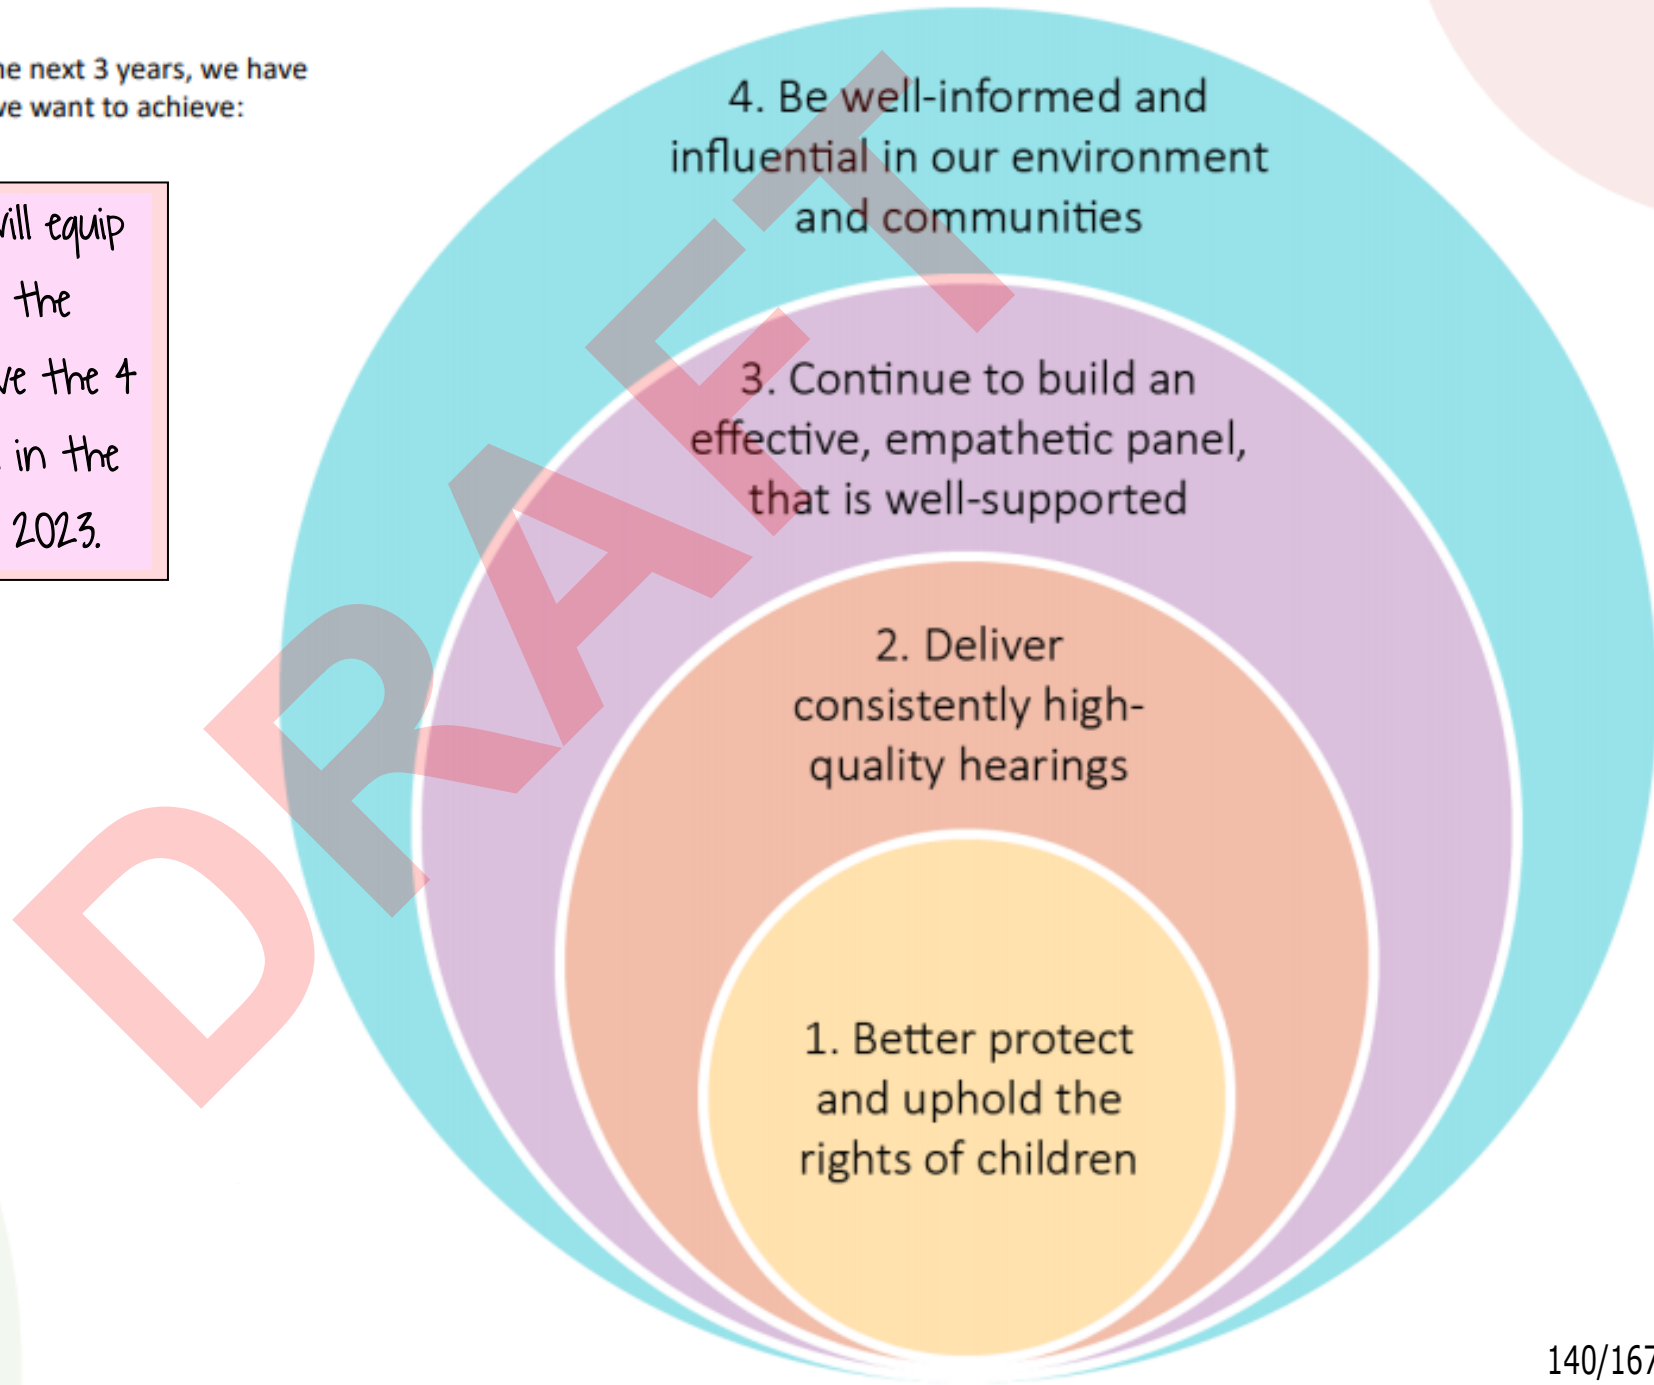 ne next 3 years, we have
we want to achieve:
will equip
the
ve the 4
in the
2023.
4. Be well-informed and
influential in our environment
and communities
3. Continue to build an
effective, empathetic panel,
that is well-supported
2. Deliver
consistently high-
quality hearings
1. Better protect
and uphold the
rights of children
DRAFT
140/167